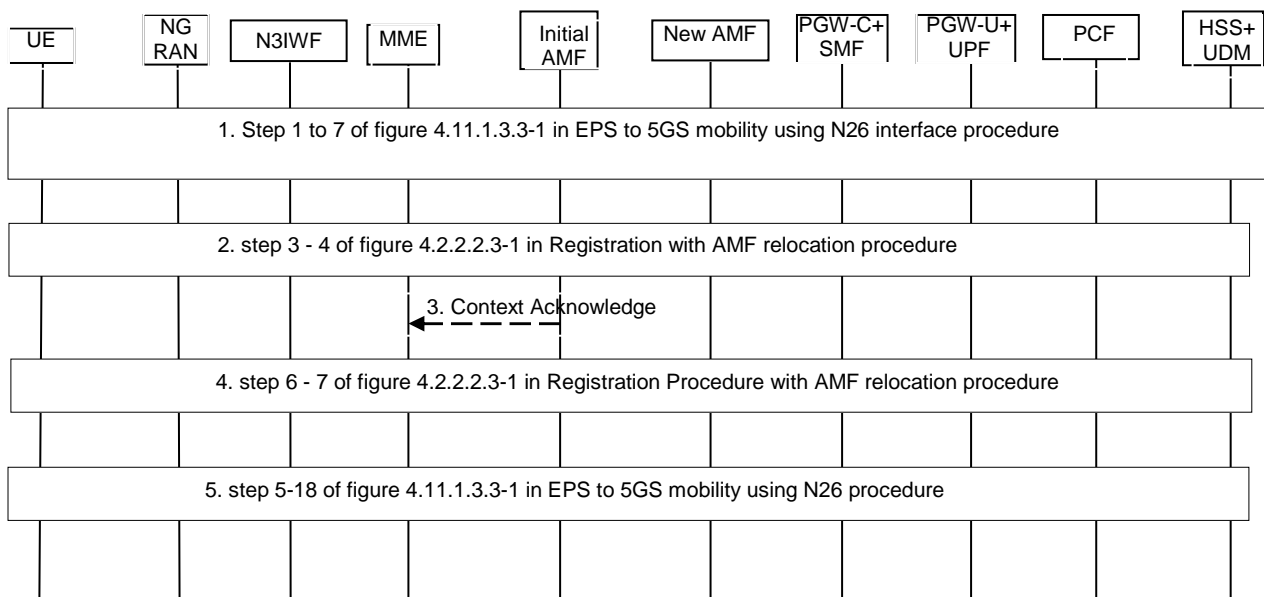 UE
NG
RAN
N3IWF
MME
Initial
AMF
New AMF
PGW-C+
SMF
PGW-U+
UPF
PCF
HSS+
UDM
1. Step 1 to 7 of figure 4.11.1.3.3-1 in EPS to 5GS mobility using N26 interface procedure
2. step 3 - 4 of figure 4.2.2.2.3-1 in Registration with AMF relocation procedure
3. Context Acknowledge
4. step 6 - 7 of figure 4.2.2.2.3-1 in Registration Procedure with AMF relocation procedure
5. step 5-18 of figure 4.11.1.3.3-1 in EPS to 5GS mobility using N26 procedure